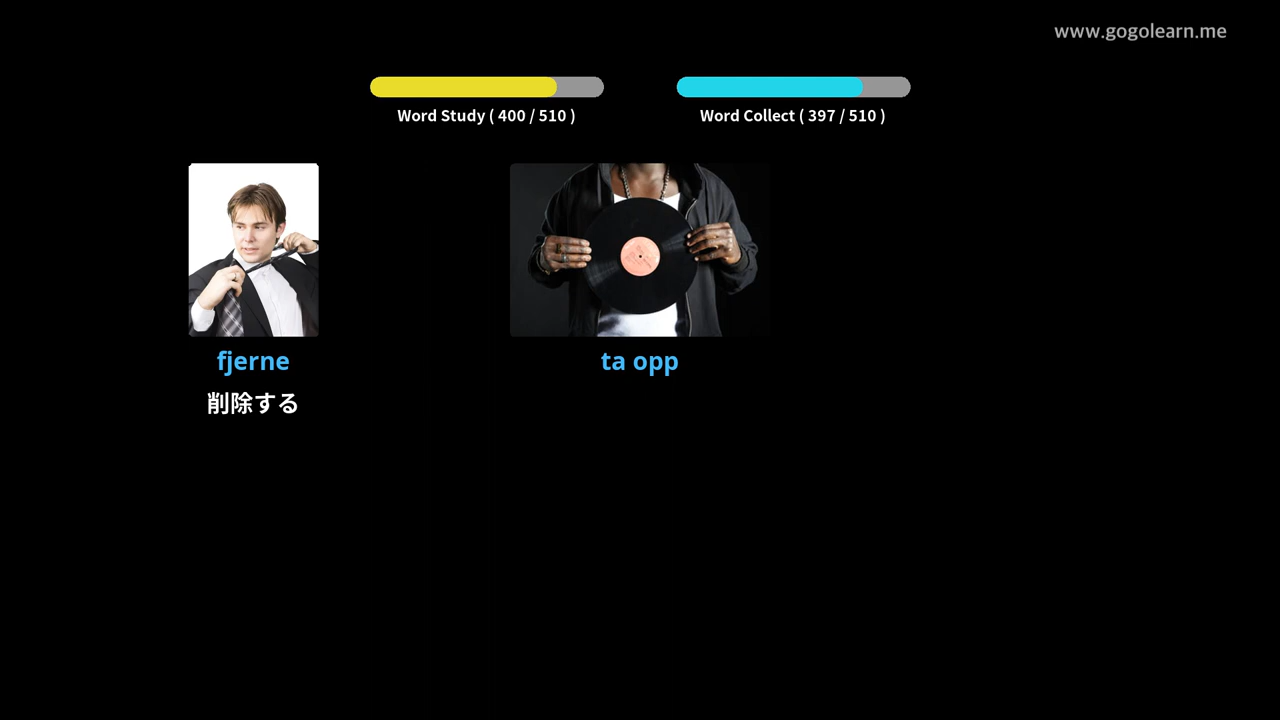 www.gogolearn.me
Word Study ( 400 / 510 )
Word Collect ( 397 / 510 )
fjerne
ta opp
削除する